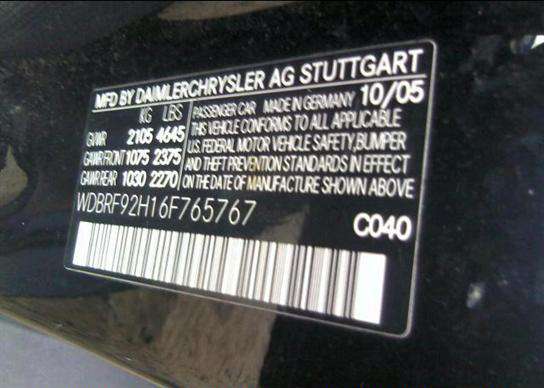 MFD BY DAIMLERCHRYSLER AG STUTTGART
KG LBS
GVWR 2105 4645
GAWR FRONT 1075 2375
GAWR REAR 1030 2270
PASSENGER CAR MADE IN GERMANY 10/05
THIS VEHICLE CONFORMS TO ALL APPLICABLE
U.S. FEDERAL MOTOR VEHICLE SAFETY,BUMPER
AND THEFT PREVENTION STANDARDS IN EFFECT
ON THE DATE OF MANUFACTURE SHOWN ABOVE
WDBRF92H16F765767
C040